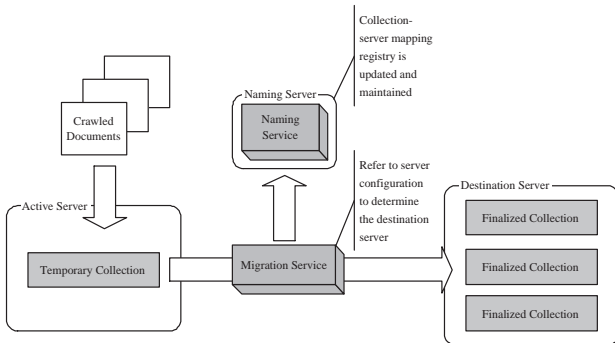 Collection-
server mapping
registry is
updated and
maintained
Naming Server
Naming
Service
Crawled
Documents
Refer to server
configuration
to determine
the destination
server
Active Server
Temporary Collection
Migration Service
Destination Server
Finalized Collection
Finalized Collection
Finalized Collection